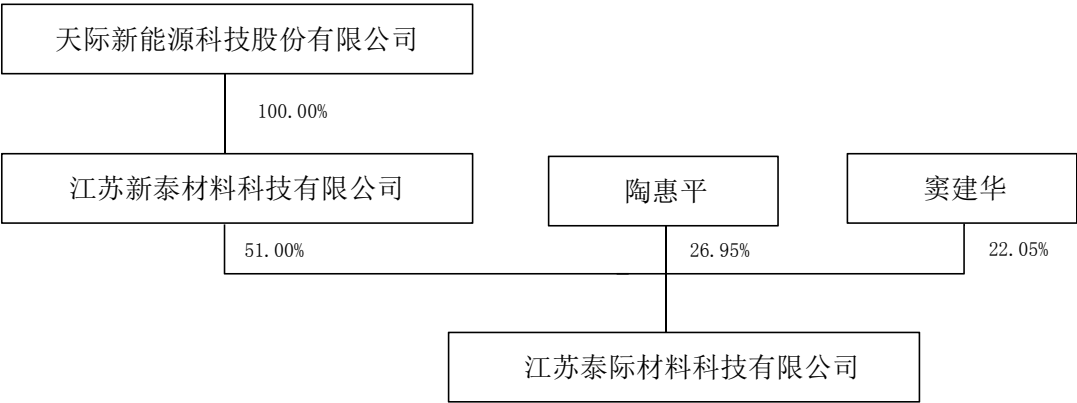 天际新能源科技股份有限公司
100.00%
江苏新泰材料科技有限公司
陶惠平
窦建华
51.00%
26.95%
22.05%
江苏泰际材料科技有限公司